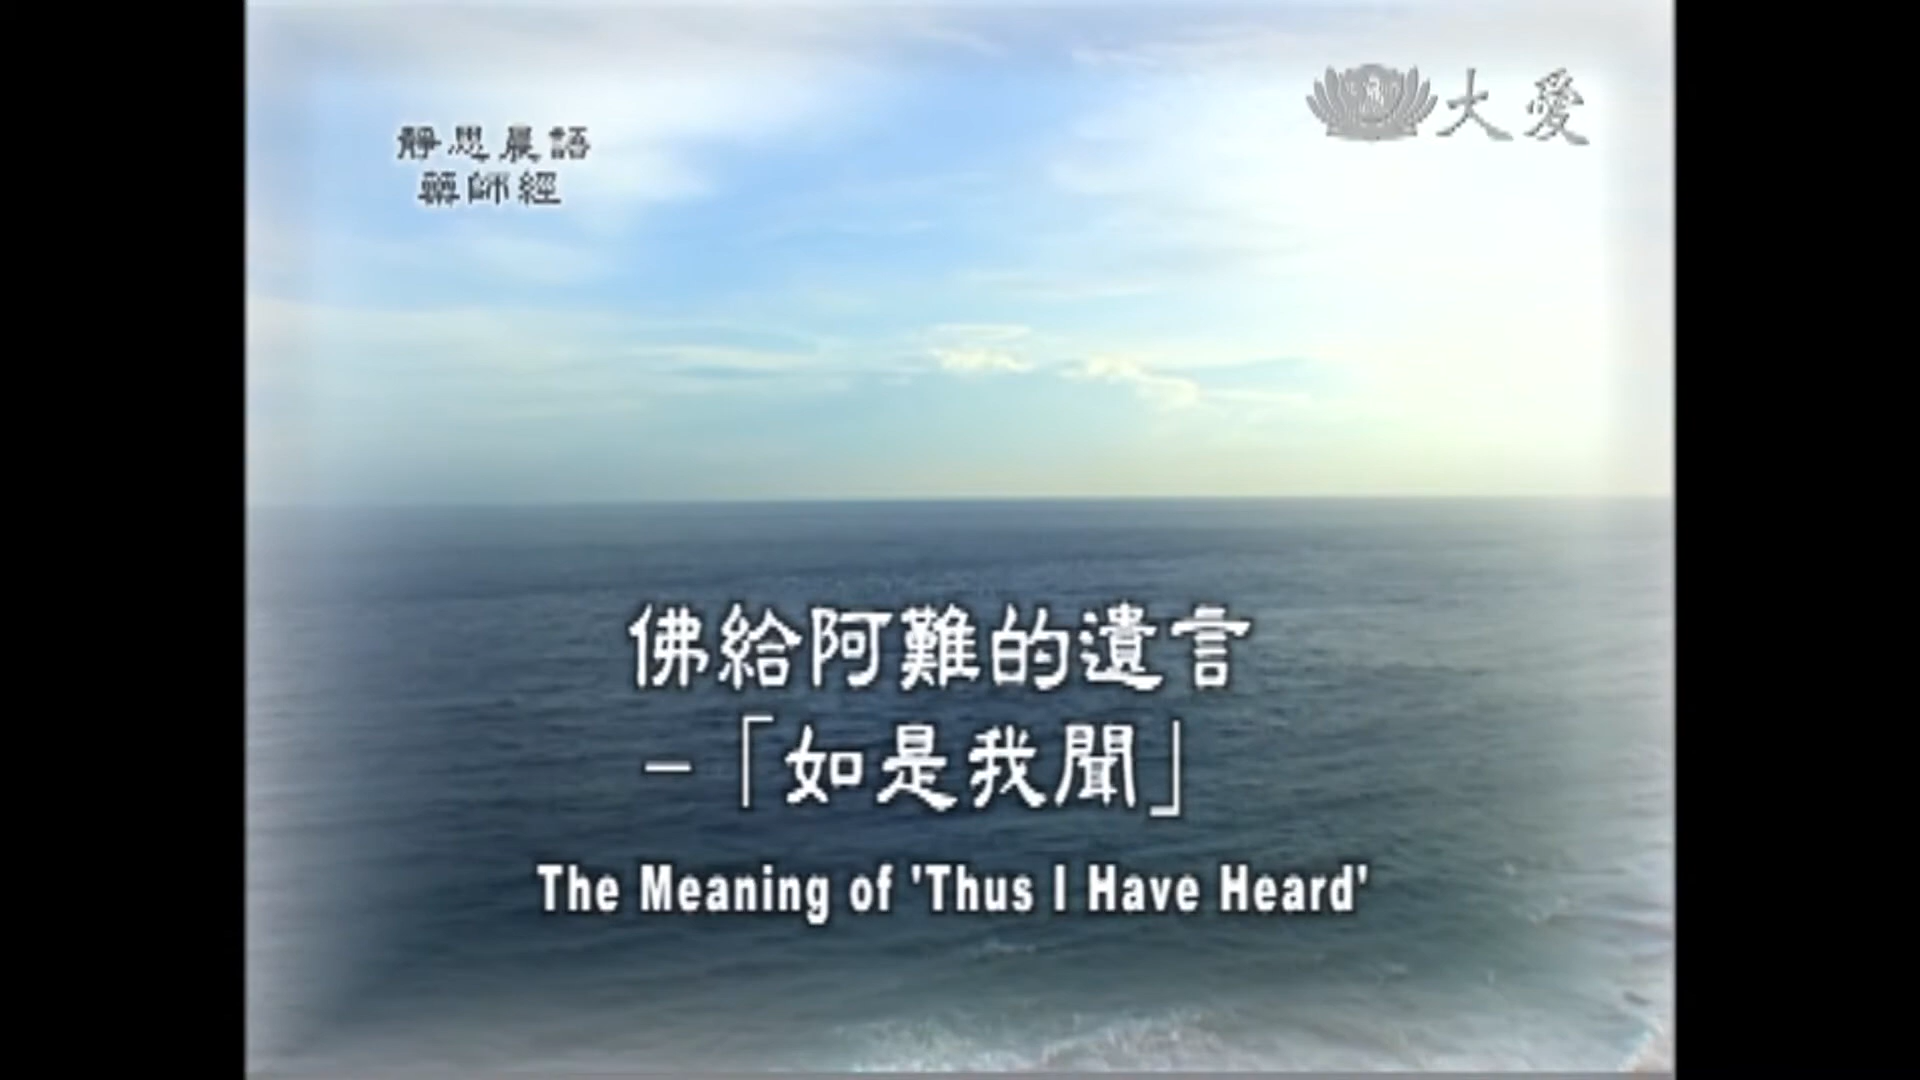 靜思晨語
藥師經
大愛
佛給阿難的遺言
–「如是我聞」
The Meaning of 'Thus I Have Heard'